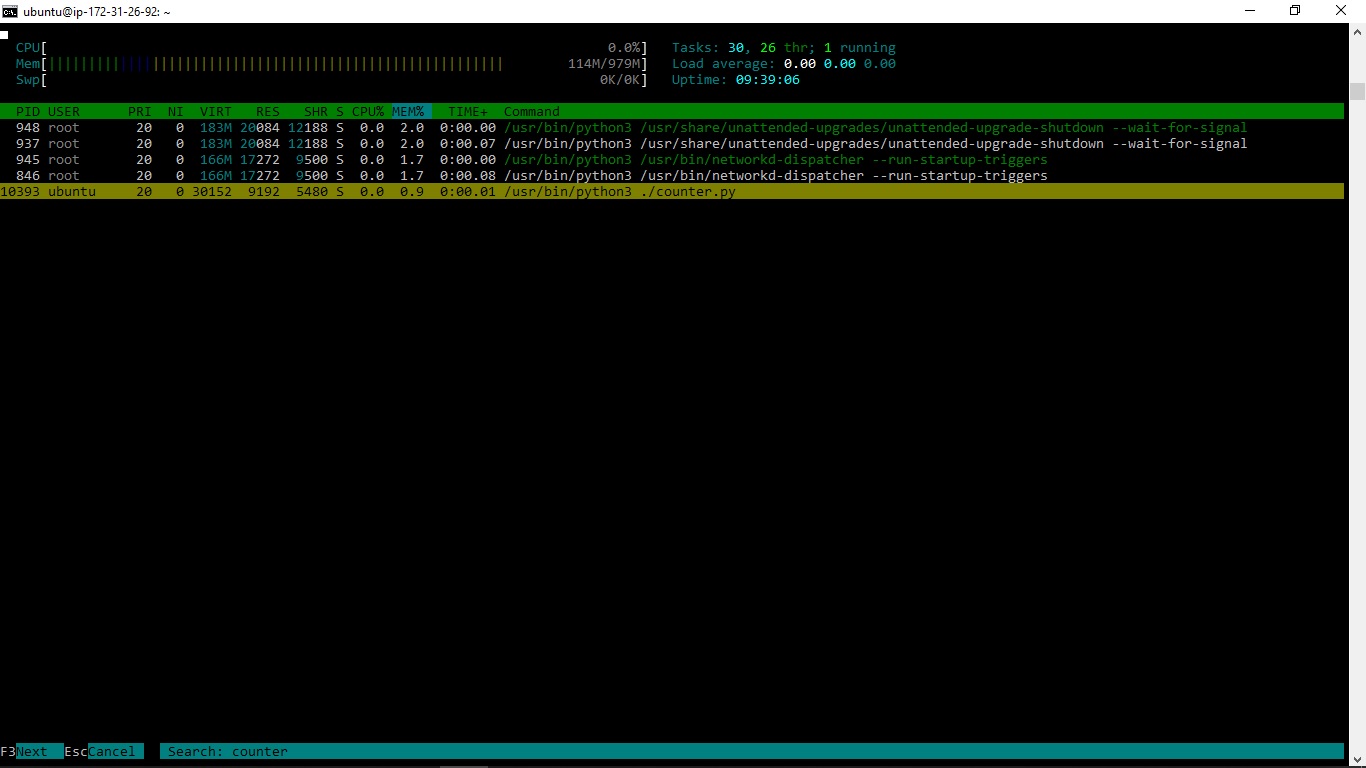 ubuntu@ip-172-31-26-92: ~
CPU[ 0.0%] Tasks: 30, 26 thr; 1 running
Mem[||||||||||||||||||||||||||||||||||||||||||||||||||||||||| 114M/979M] Load average: 0.00 0.00 0.00
Swp[ 0K/0K] Uptime: 09:39:06
PID USER PRI NI VIRT RES SHR S CPU% MEM% TIME+ Command
948 root 20 0 183M 20084 12188 S 0.0 2.0 0:00.00 /usr/bin/python3 /usr/share/unattended-upgrades/unattended-upgrade-shutdown --wait-for-signal
937 root 20 0 183M 20084 12188 S 0.0 2.0 0:00.07 /usr/bin/python3 /usr/share/unattended-upgrades/unattended-upgrade-shutdown --wait-for-signal
945 root 20 0 166M 17272 9500 S 0.0 1.7 0:00.00 /usr/bin/python3 /usr/bin/networkd-dispatcher --run-startup-triggers
846 root 20 0 166M 17272 9500 S 0.0 1.7 0:00.08 /usr/bin/python3 /usr/bin/networkd-dispatcher --run-startup-triggers
10393 ubuntu 20 0 30152 9192 5480 S 0.0 0.9 0:00.01 /usr/bin/python3 ./counter.py
F3Next EscCancel Search: counter